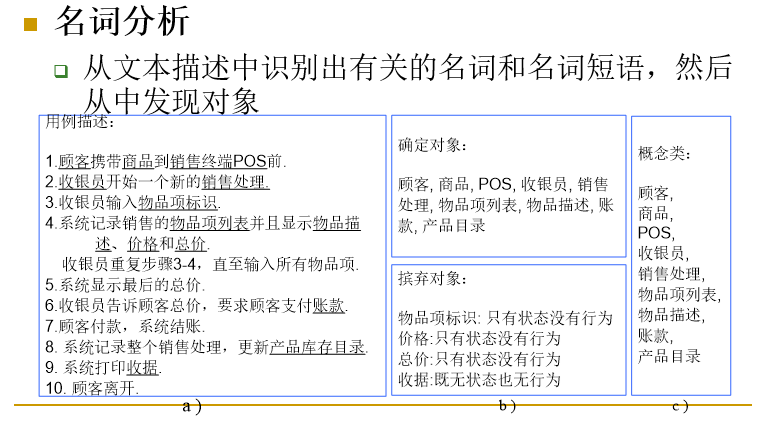 名词分析
从文本描述中识别出有关的名词和名词短语，然后
从中发现对象
用例描述：
1.顾客携带商品到销售终端POS前.
2.收银员开始一个新的销售处理.
3.收银员输入物品项标识.
4.系统记录销售的物品项列表并且显示物品描
述、价格和总价.
收银员重复步骤3-4，直至输入所有物品项.
5.系统显示最后的总价.
6.收银员告诉顾客总价，要求顾客支付账款.
7.顾客付款，系统结账.
8. 系统记录整个销售处理，更新产品库存目录.
9. 系统打印收据.
10. 顾客离开.
a )
确定对象：
顾客, 商品, POS, 收银员, 销售
处理, 物品项列表, 物品描述, 账
款, 产品目录
摈弃对象：
物品项标识: 只有状态没有行为
价格:只有状态没有行为
总价:只有状态没有行为
收据:既无状态也无行为
b )
概念类：
顾客,
商品,
POS,
收银员,
销售处理,
物品项列表,
物品描述,
账款,
产品目录
c )